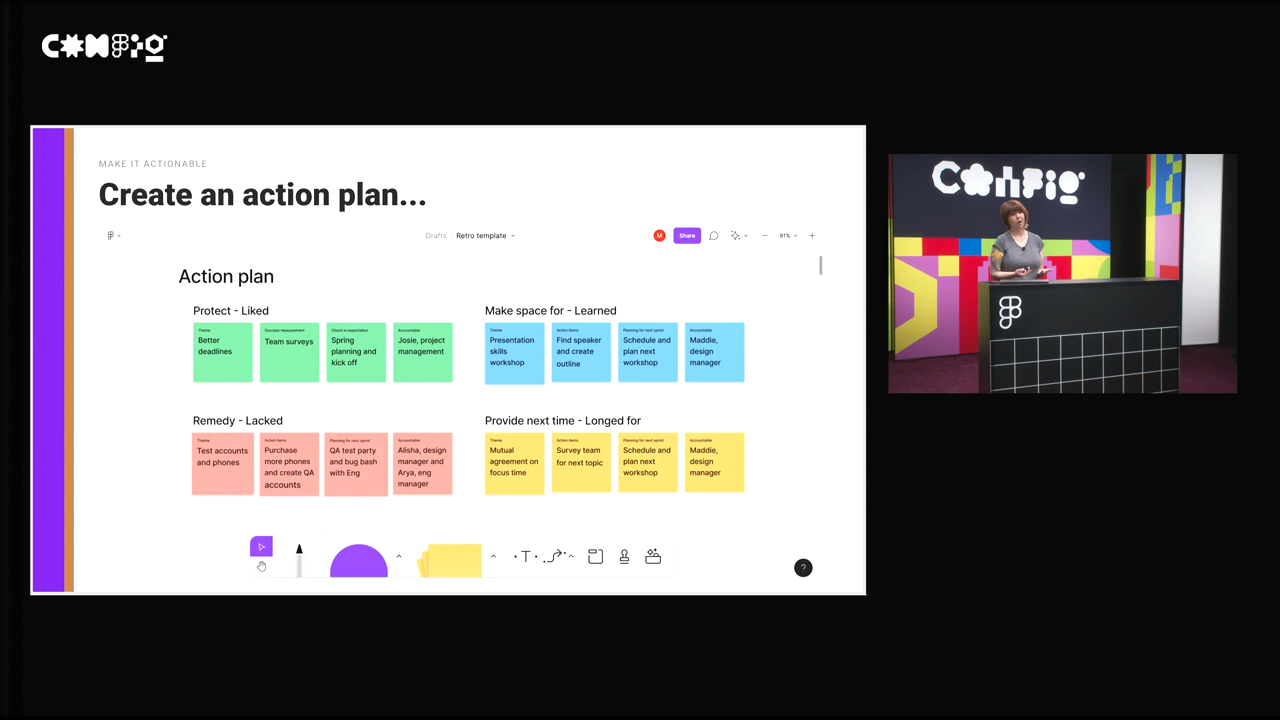 CONFIG
MAKE IT ACTIONABLE
Create an action plan...
Drafts
Retro template
M
Share
91%
Action plan
Protect - Liked
Theme
Better
deadlines
Success measurement
Team surveys
Check in expectation
Spring
planning and
kick off
Accountable
Josie, project
management
Make space for - Learned
Theme
Presentation
skills
workshop
Action items
Find speaker
and create
outline
Planning for next sprint
Schedule and
plan next
workshop
Accountable
Maddie,
design
manager
Remedy - Lacked
Theme
Test accounts
and phones
Action items
Purchase
more phones
and create QA
accounts
Planning for next sprint
QA test party
and bug bash
with Eng
Accountable
Alisha, design
manager and
Arya, eng
manager
Provide next time - Longed for
Theme
Mutual
agreement on
focus time
Action items
Survey team
for next topic
Planning for next sprint
Schedule and
plan next
workshop
Accountable
Maddie,
design
manager
T
?
Config